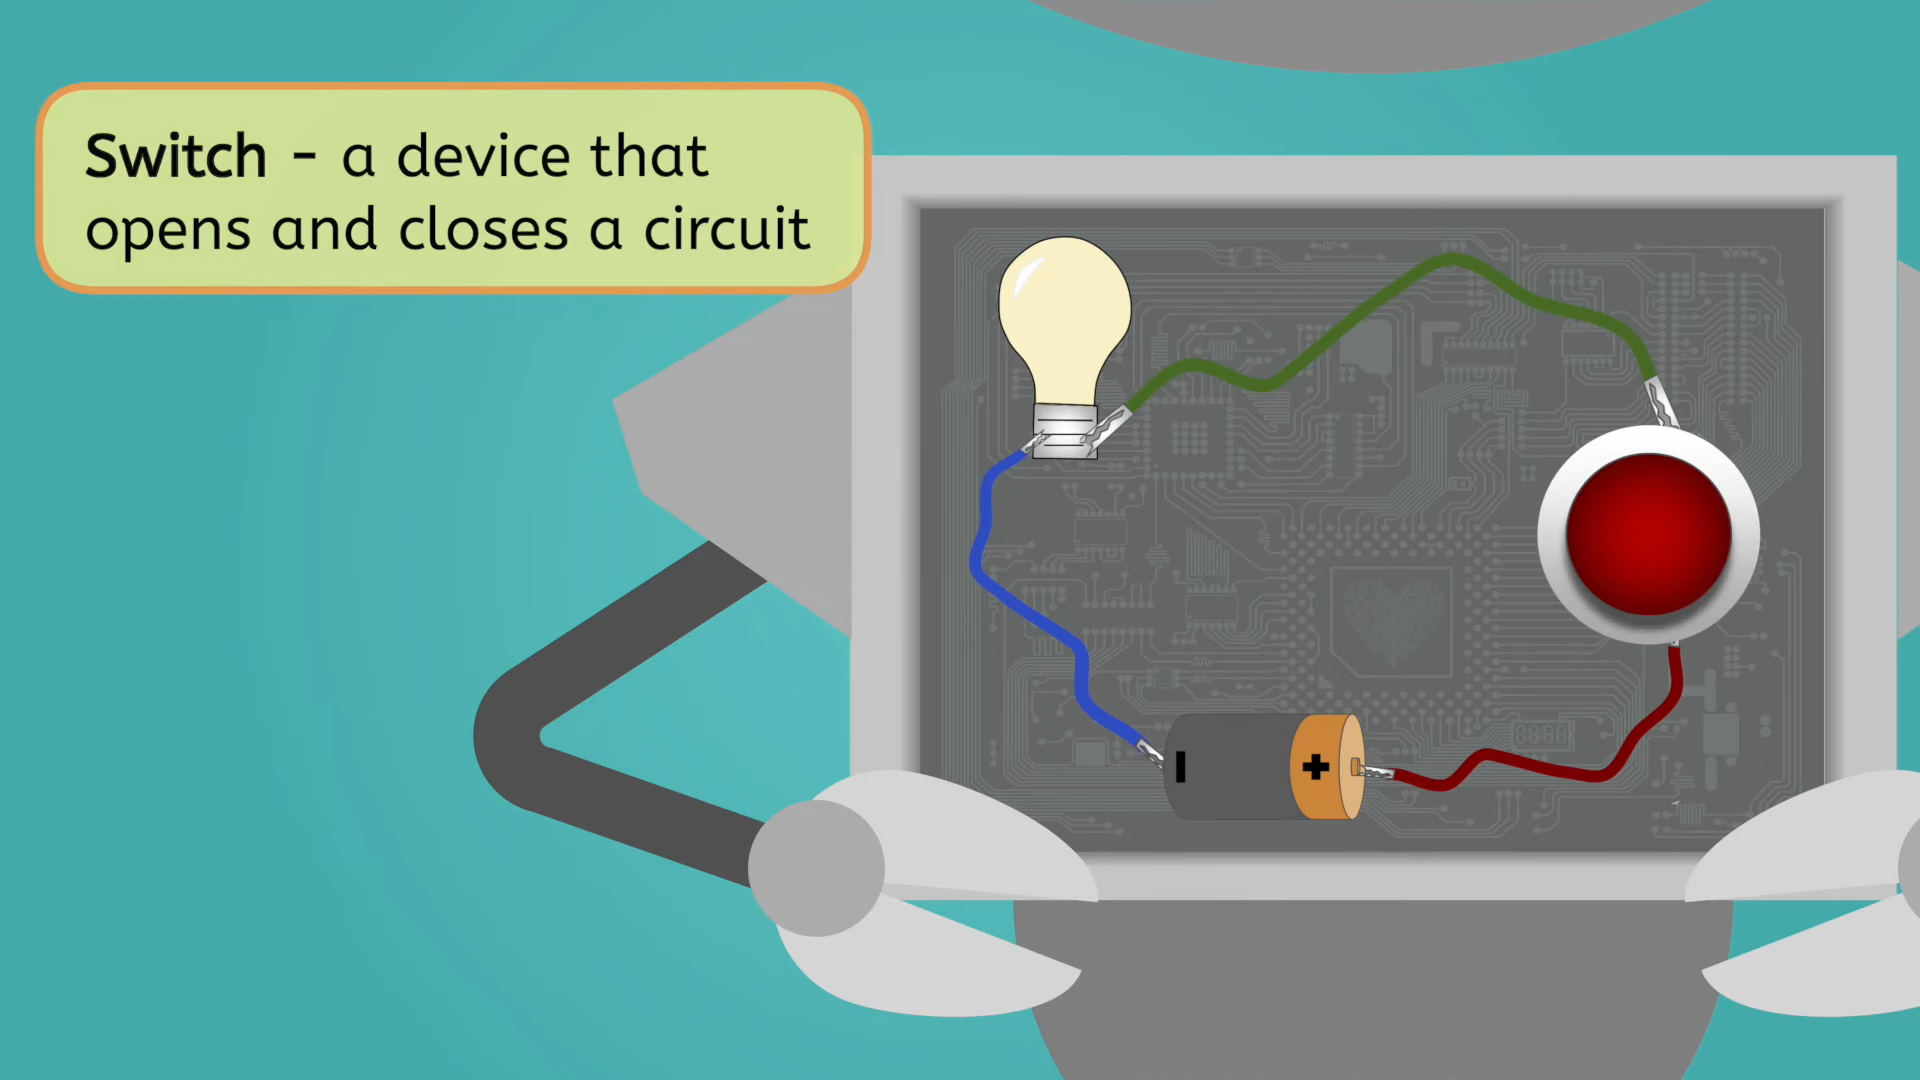 Switch - a device that
opens and closes a circuit